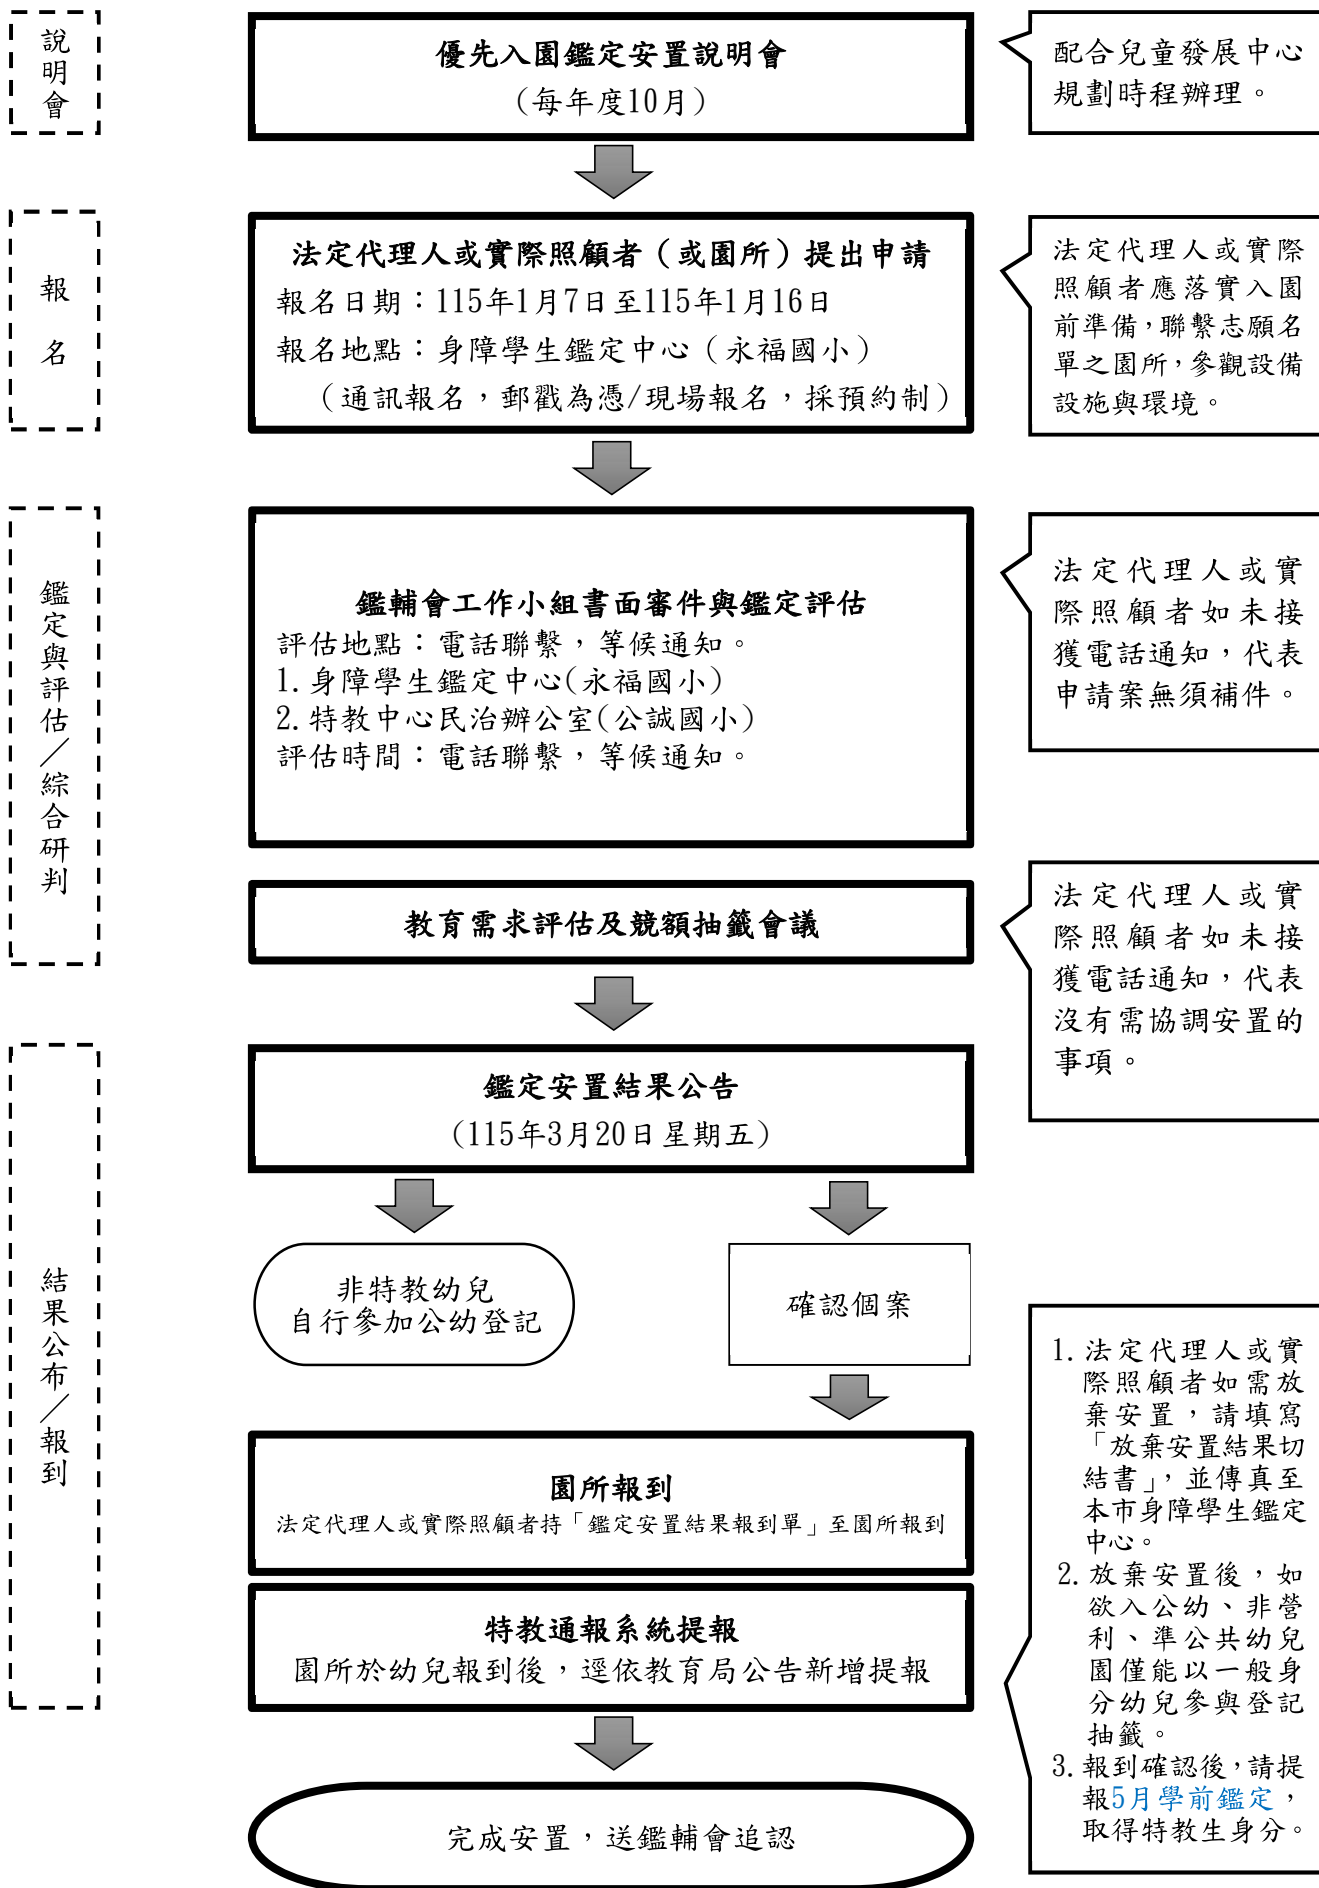 說明會
優先入園鑑定安置說明會
（每年度10月）
配合兒童發展中心
規劃時程辦理。
報名
法定代理人或實際照顧者（或園所）提出申請
報名日期：115年1月7日至115年1月16日
報名地點：身障學生鑑定中心（永福國小）
（通訊報名，郵戳為憑/現場報名，採預約制）
法定代理人或實際
照顧者應落實入園
前準備，聯繫志願名
單之園所，參觀設備
設施與環境。
鑑定與評估／綜合研判
鑑輔會工作小組書面審件與鑑定評估
評估地點：電話聯繫，等候通知。
1.身障學生鑑定中心(永福國小)
2.特教中心民治辦公室(公誠國小)
評估時間：電話聯繫，等候通知。
法定代理人或實
際照顧者如未接
獲電話通知，代表
申請案無須補件。
教育需求評估及競額抽籤會議
法定代理人或實
際照顧者如未接
獲電話通知，代表
沒有需協調安置的
事項。
結果公布／報到
鑑定安置結果公告
(115年3月20日星期五)
非特教幼兒
自行參加公幼登記
確認個案
園所報到
法定代理人或實際照顧者持「鑑定安置結果報到單」至園所報到
特教通報系統提報
園所於幼兒報到後，逕依教育局公告新增提報
完成安置，送鑑輔會追認
1.法定代理人或實
際照顧者如需放
棄安置，請填寫
「放棄安置結果切
結書」，並傳真至
本市身障學生鑑定
中心。
2.放棄安置後，如
欲入公幼、非營
利、準公共幼兒
園僅能以一般身
分幼兒參與登記
抽籤。
3.報到確認後，請提
報5月學前鑑定，
取得特教生身分。